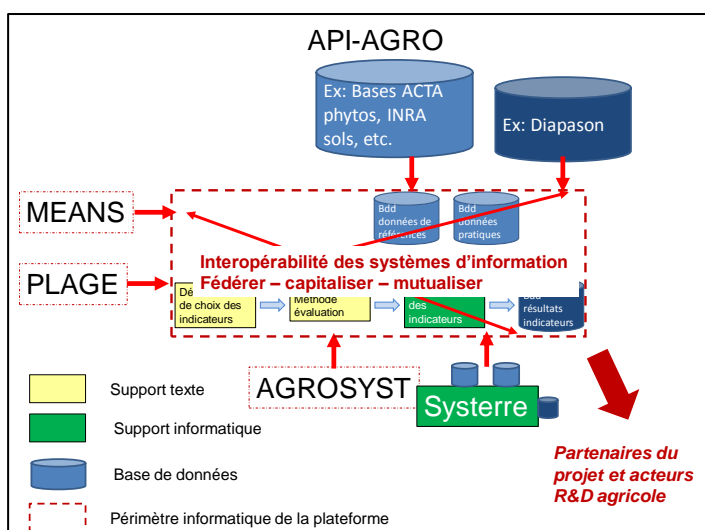 API-AGRO
Ex: Bases ACTA
phytos, INRA
sols, etc.
Ex: Diapason
MEANS
Bdd
données de
références
Bdd
données
pratiques
Interopérabilité des systèmes d'information
Fédérer – capitaliser – mutualiser
PLAGE
de choix des
indicateurs
Méthode
évaluation
des
indicateurs
résultats
indicateurs
AGROSYST
Systerre
Support texte
Support informatique
Base de données
Périmètre informatique de la plateforme
Partenaires du
projet et acteurs
R&D agricole